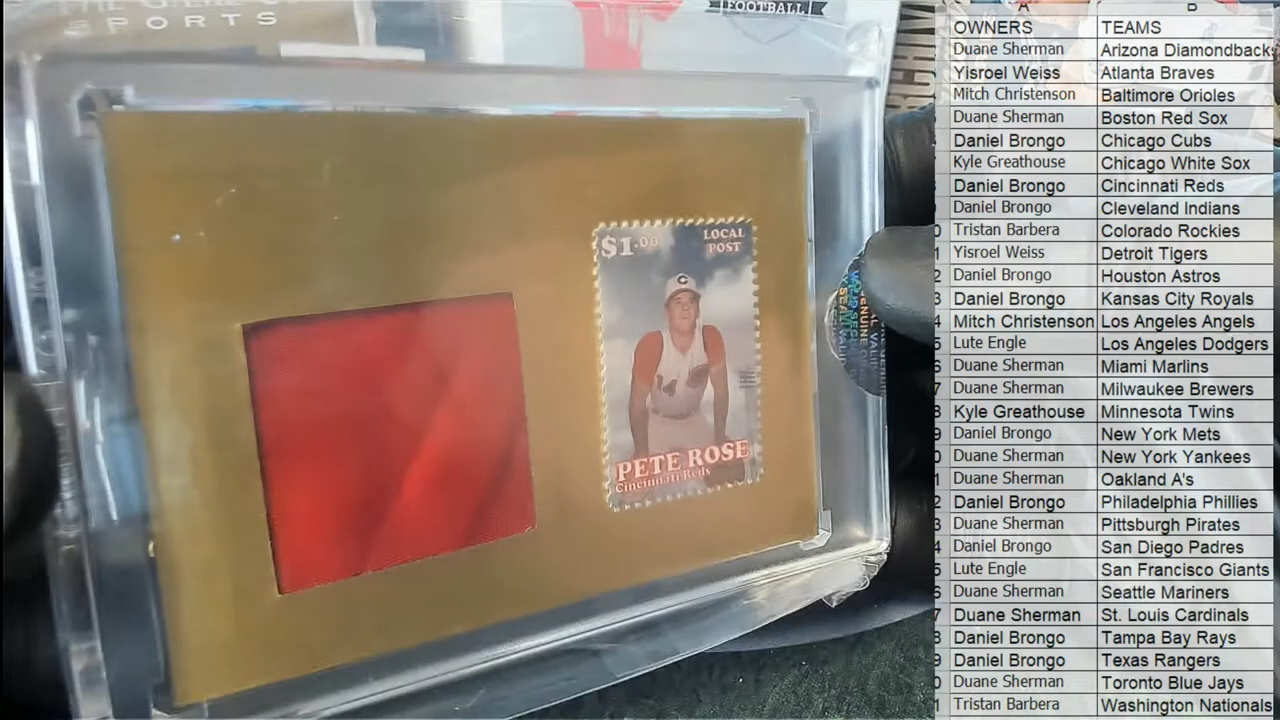 THE GAME O
SPORTS
FOOTBALL
$1.00
LOCAL
POST
C
14
PETE ROSE
Cincinnati Reds
A B
OWNERS TEAMS
Duane Sherman Arizona Diamondbacks
Yisroel Weiss Atlanta Braves
Mitch Christenson Baltimore Orioles
Duane Sherman Boston Red Sox
Daniel Brongo Chicago Cubs
Kyle Greathouse Chicago White Sox
Daniel Brongo Cincinnati Reds
Daniel Brongo Cleveland Indians
Tristan Barbera Colorado Rockies
Yisroel Weiss Detroit Tigers
Daniel Brongo Houston Astros
Daniel Brongo Kansas City Royals
Mitch Christenson Los Angeles Angels
Lute Engle Los Angeles Dodgers
Duane Sherman Miami Marlins
Duane Sherman Milwaukee Brewers
Kyle Greathouse Minnesota Twins
Daniel Brongo New York Mets
Duane Sherman New York Yankees
Duane Sherman Oakland A's
Daniel Brongo Philadelphia Phillies
Duane Sherman Pittsburgh Pirates
Daniel Brongo San Diego Padres
Lute Engle San Francisco Giants
Duane Sherman Seattle Mariners
Duane Sherman St. Louis Cardinals
Daniel Brongo Tampa Bay Rays
Daniel Brongo Texas Rangers
Duane Sherman Toronto Blue Jays
Tristan Barbera Washington Nationals